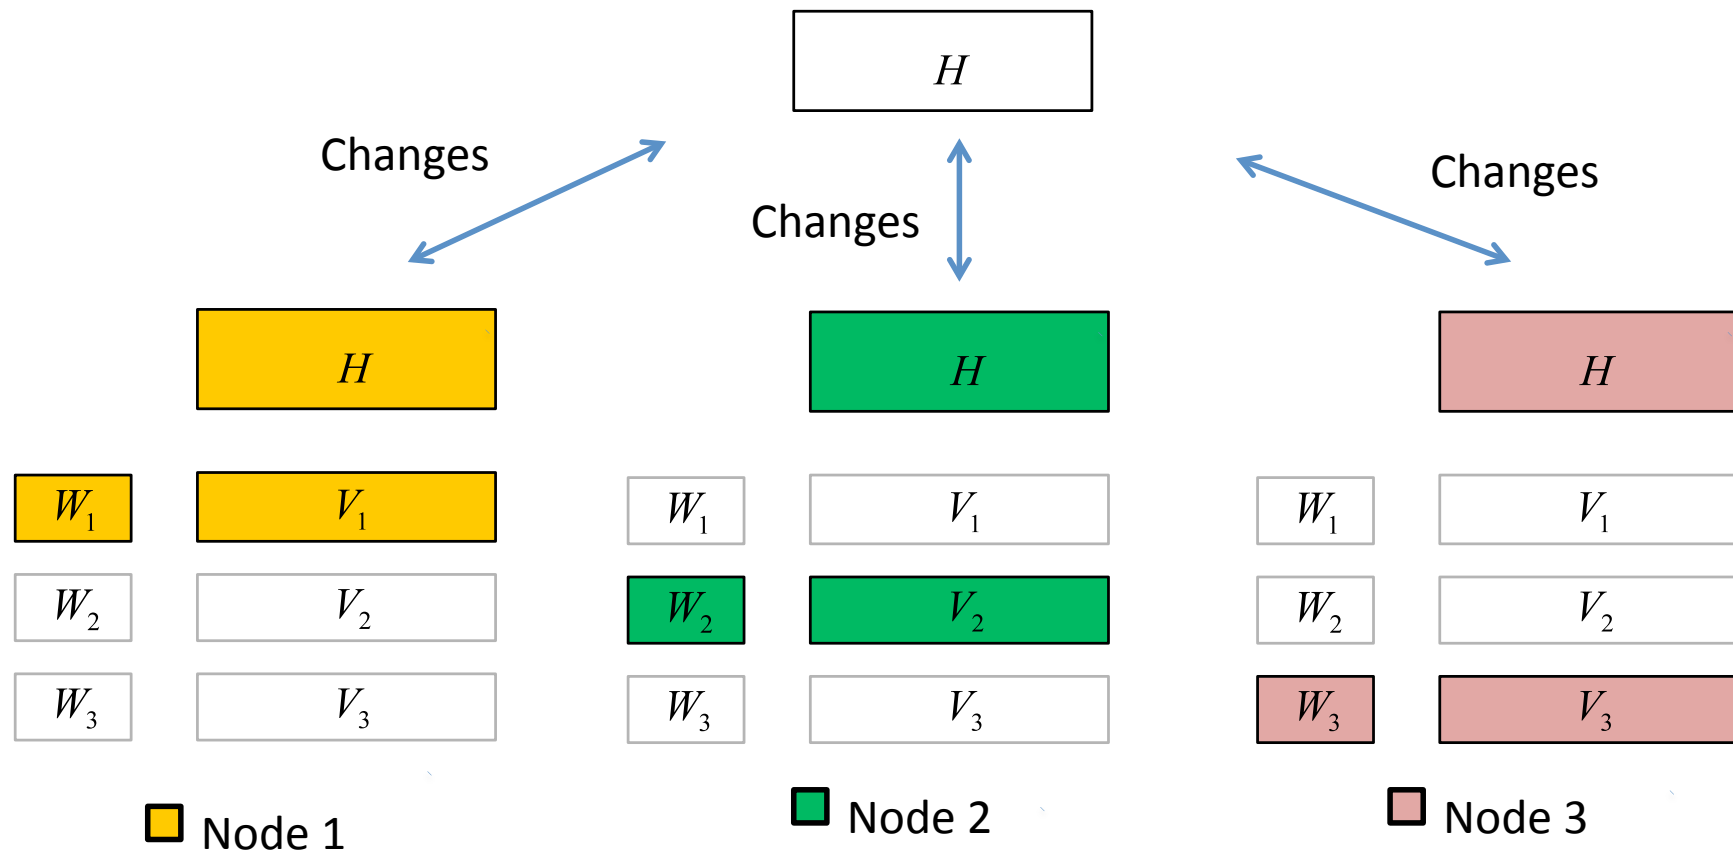 H
Changes
Changes
Changes
H
H
H
W1 V1 W1 V1 W1 V1
W2 V2 W2 V2 W2 V2
W3 V3 W3 V3 W3 V3
Node 1
Node 2
Node 3